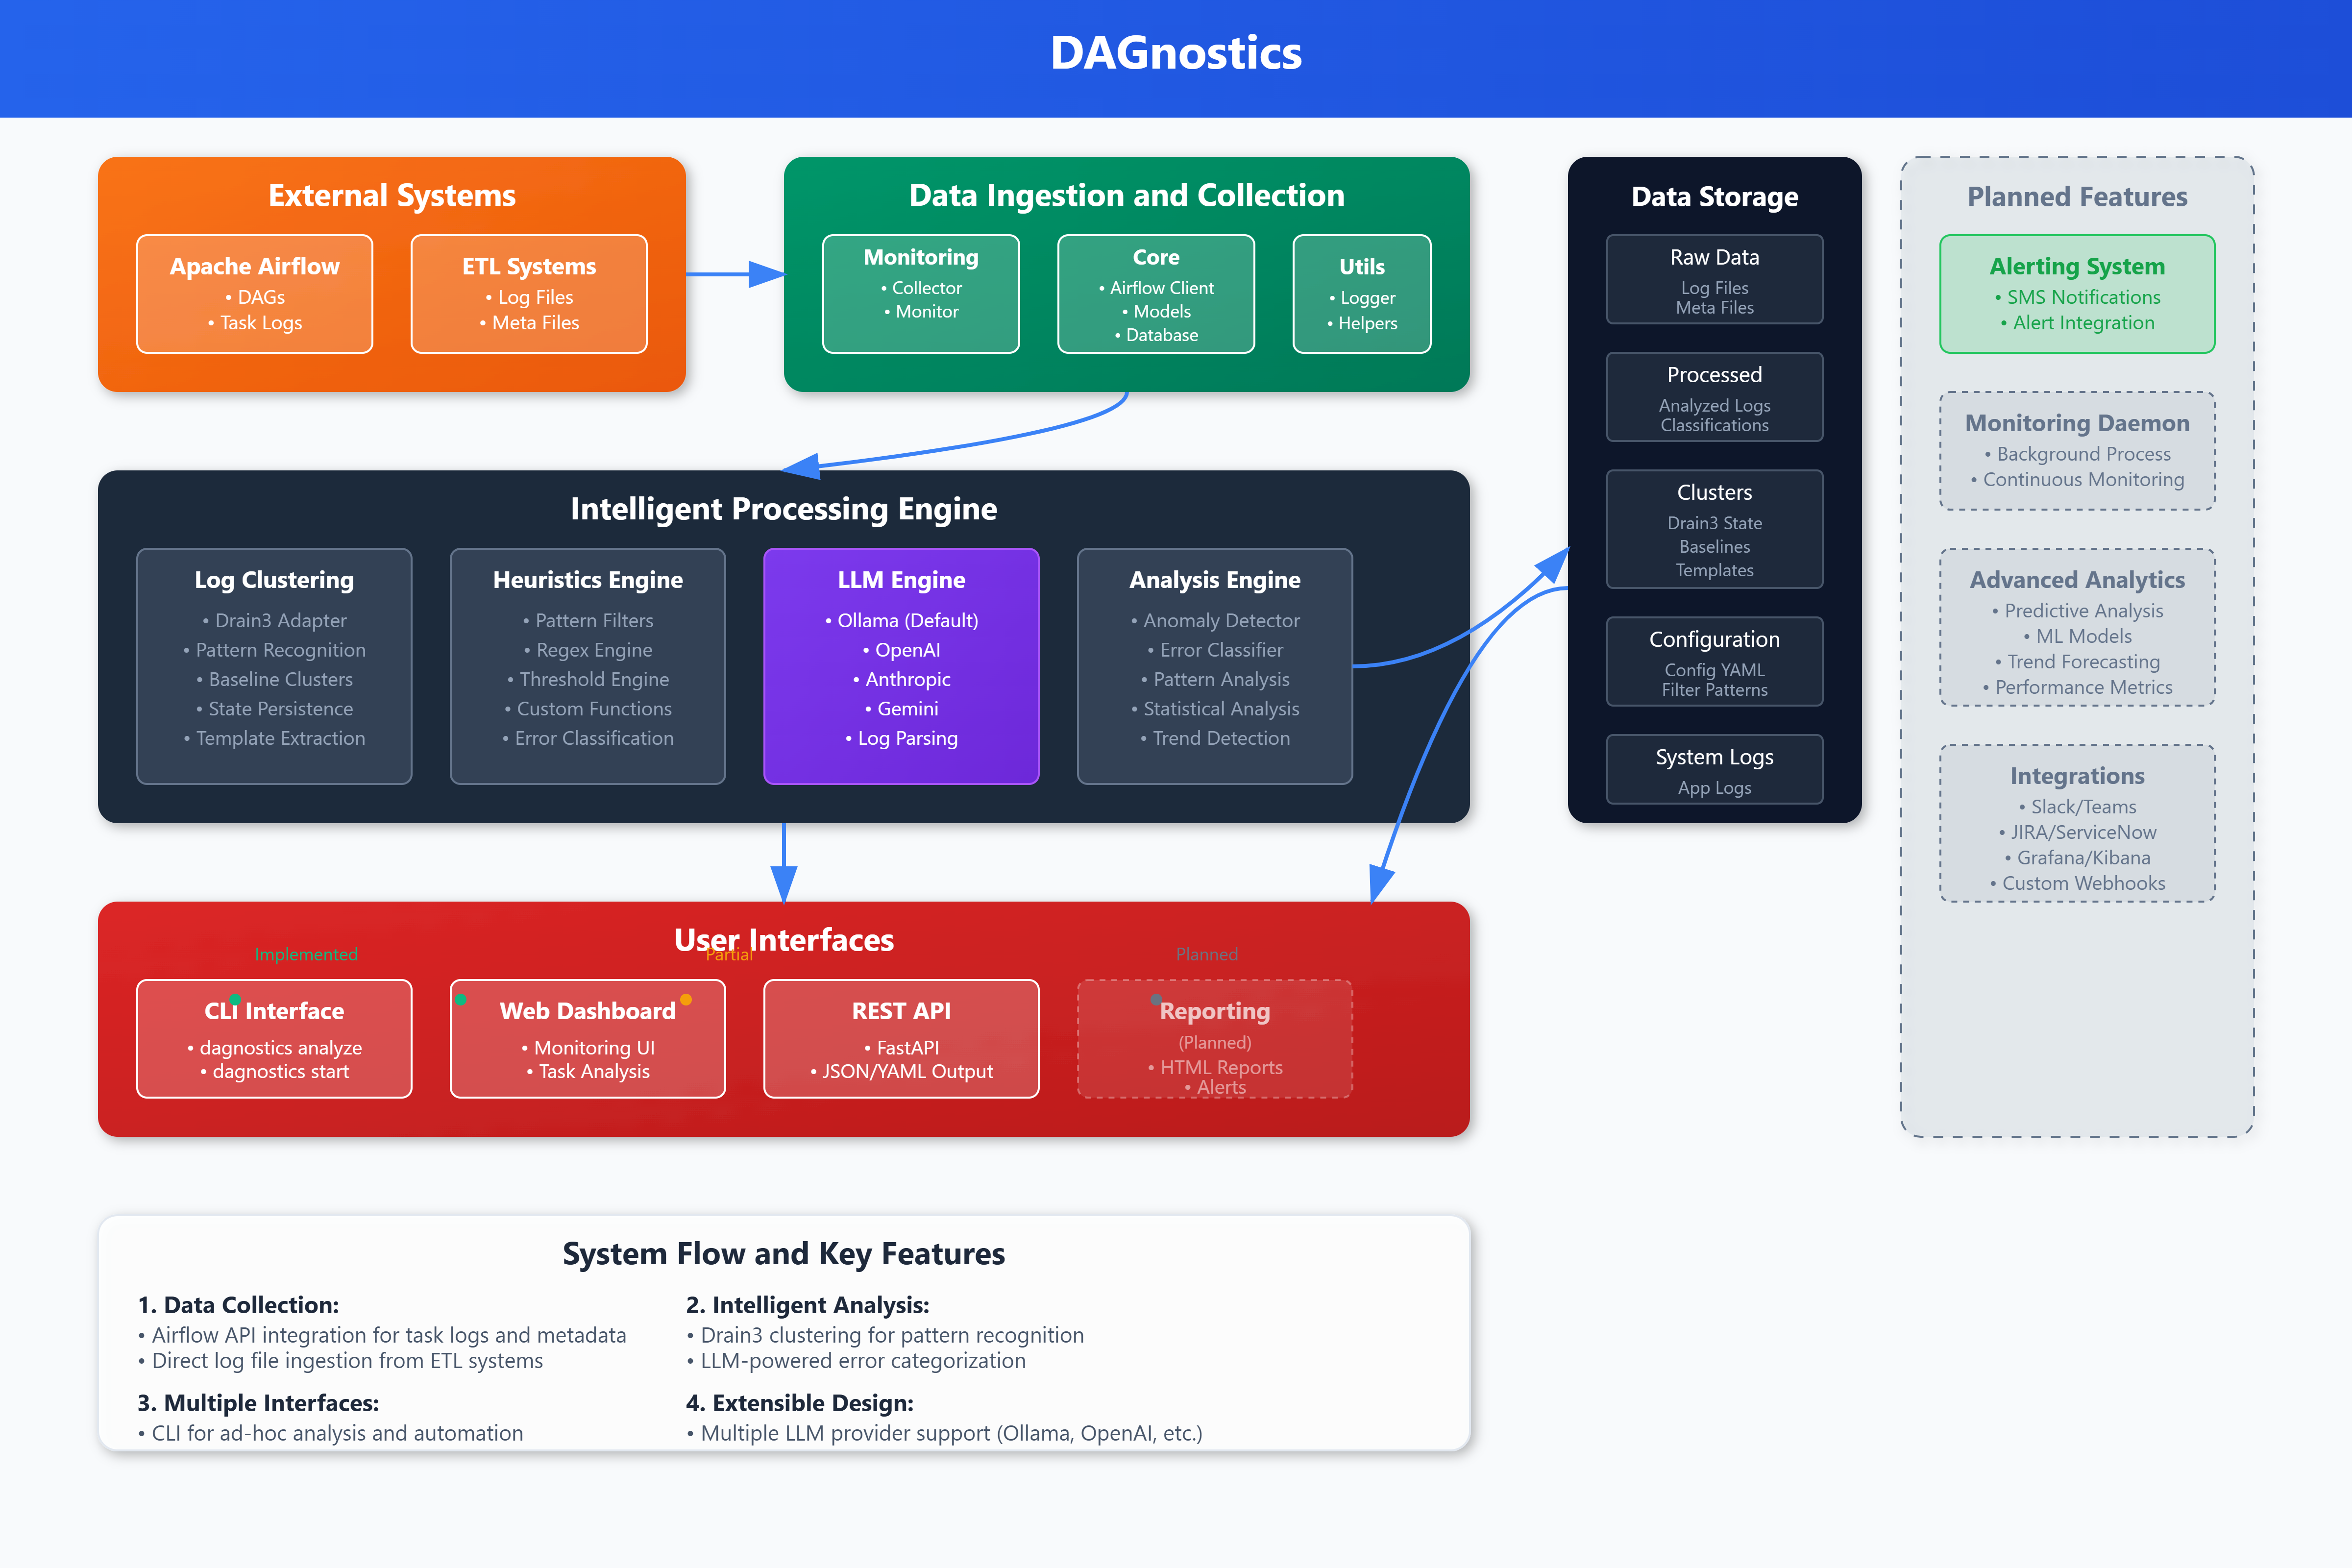 DAGnostics
External Systems
Apache Airflow
• DAGs
• Task Logs
ETL Systems
• Log Files
• Meta Files
Data Ingestion and Collection
Monitoring
• Collector
• Monitor
Core
• Airflow Client
• Models
• Database
Utils
• Logger
• Helpers
Intelligent Processing Engine
Log Clustering
• Drain3 Adapter
• Pattern Recognition
• Baseline Clusters
• State Persistence
• Template Extraction
Heuristics Engine
• Pattern Filters
• Regex Engine
• Threshold Engine
• Custom Functions
• Error Classification
LLM Engine
• Ollama (Default)
• OpenAI
• Anthropic
• Gemini
• Log Parsing
Analysis Engine
• Anomaly Detector
• Error Classifier
• Pattern Analysis
• Statistical Analysis
• Trend Detection
Data Storage
Raw Data
Log Files
Meta Files
Processed
Analyzed Logs
Classifications
Clusters
Drain3 State
Baselines
Templates
Configuration
Config YAML
Filter Patterns
System Logs
App Logs
Planned Features
Alerting System
• SMS Notifications
• Alert Integration
Monitoring Daemon
• Background Process
• Continuous Monitoring
Advanced Analytics
• Predictive Analysis
• ML Models
• Trend Forecasting
• Performance Metrics
Integrations
• Slack/Teams
• JIRA/ServiceNow
• Grafana/Kibana
• Custom Webhooks
User Interfaces
Implemented
Partial
Planned
CLI Interface
• dagnostics analyze
• dagnostics start
Web Dashboard
• Monitoring UI
• Task Analysis
REST API
• FastAPI
• JSON/YAML Output
Reporting
(Planned)
• HTML Reports
• Alerts
System Flow and Key Features
1. Data Collection:
• Airflow API integration for task logs and metadata
• Direct log file ingestion from ETL systems
2. Intelligent Analysis:
• Drain3 clustering for pattern recognition
• LLM-powered error categorization
3. Multiple Interfaces:
• CLI for ad-hoc analysis and automation
4. Extensible Design:
• Multiple LLM provider support (Ollama, OpenAI, etc.)